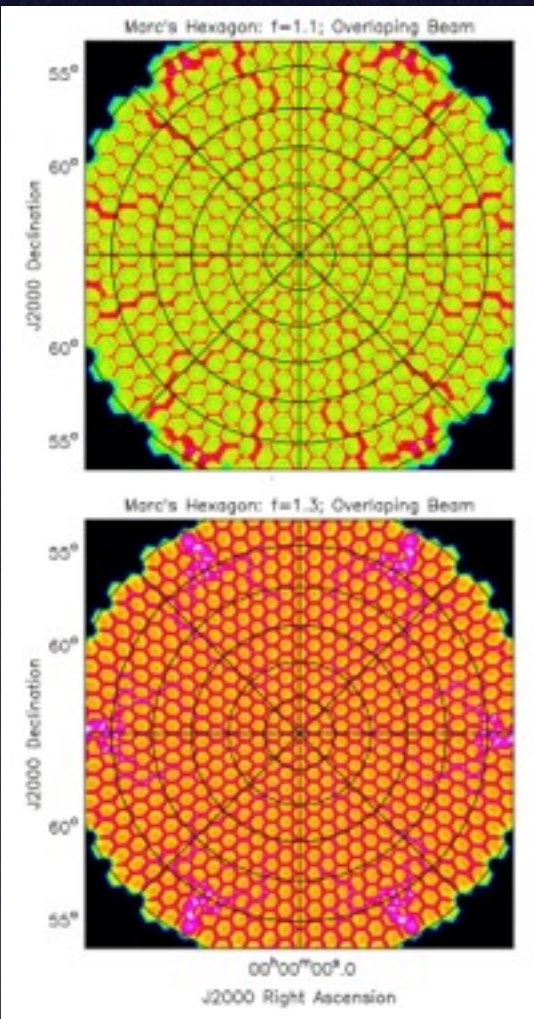 Marc's Hexagon: f=1.1; Overlaping Beam
55°
60°
J2000 Declination
60°
55°
Marc's Hexagon: f=1.3; Overlaping Beam
55°
60°
J2000 Declination
60°
55°
00ʰ00ᵐ00ˢ.0
J2000 Right Ascension